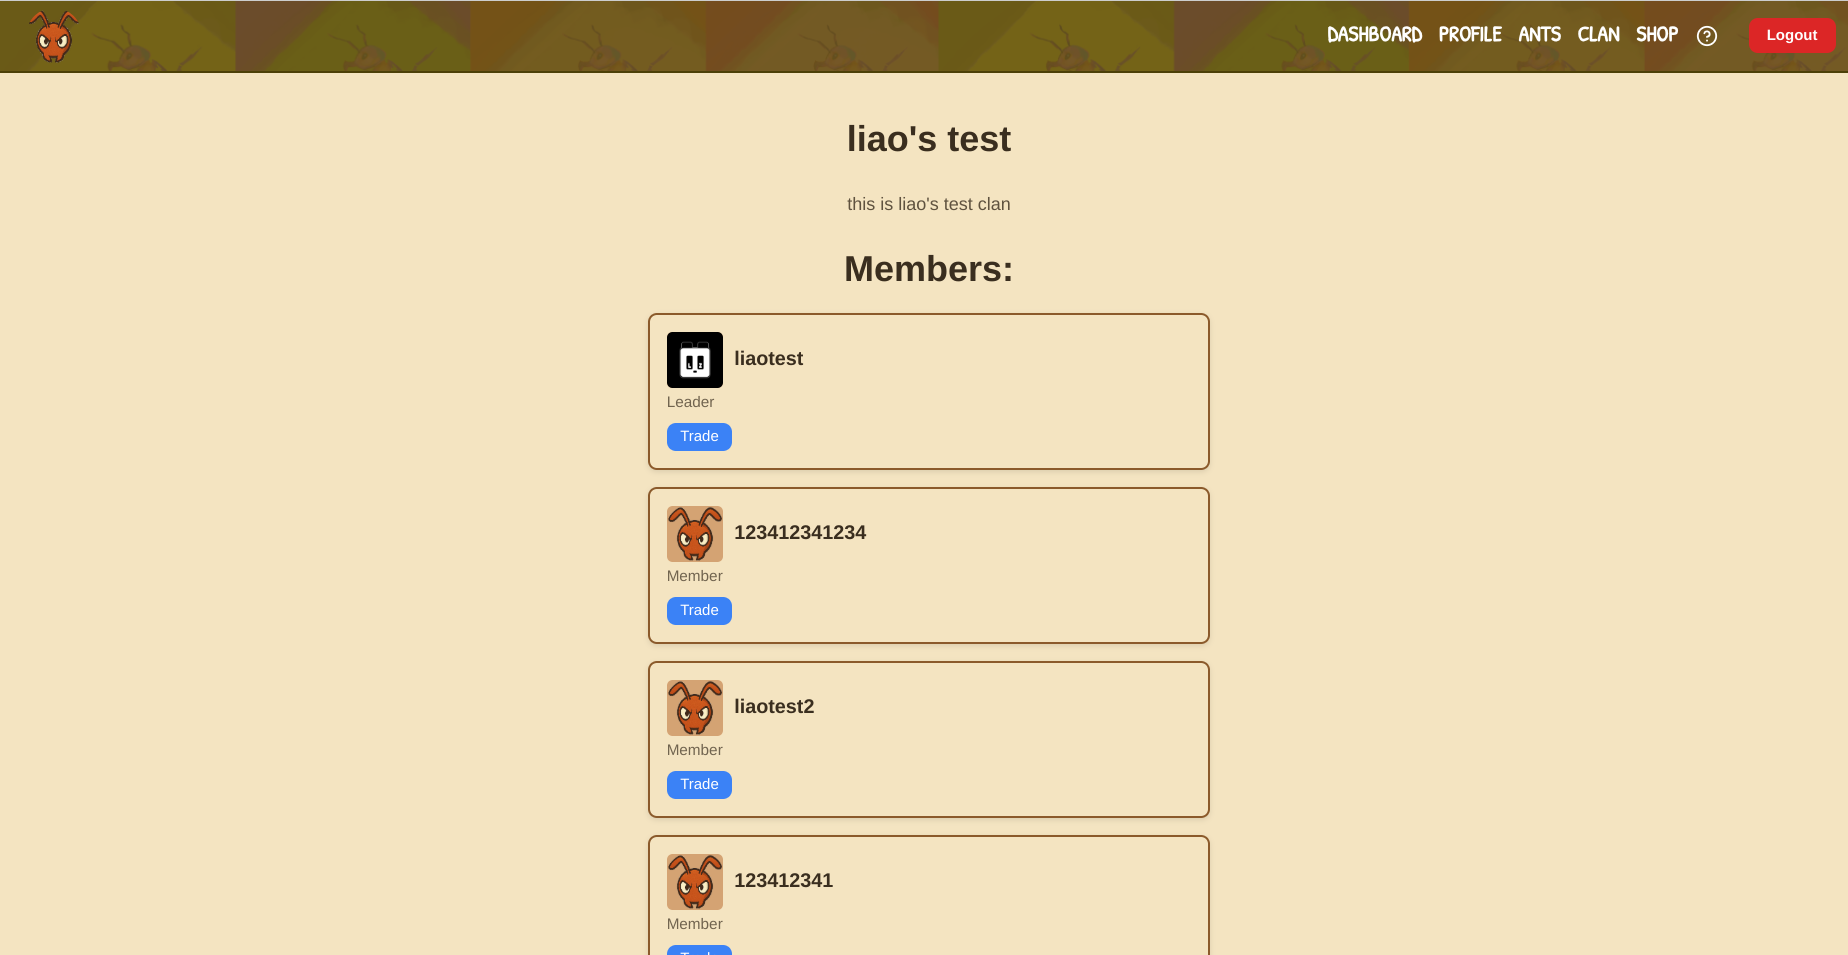 DASHBOARD PROFILE ANTS CLAN SHOP ? Logout
liao's test
this is liao's test clan
Members:
liaotest
Leader
Trade
123412341234
Member
Trade
liaotest2
Member
Trade
123412341
Member